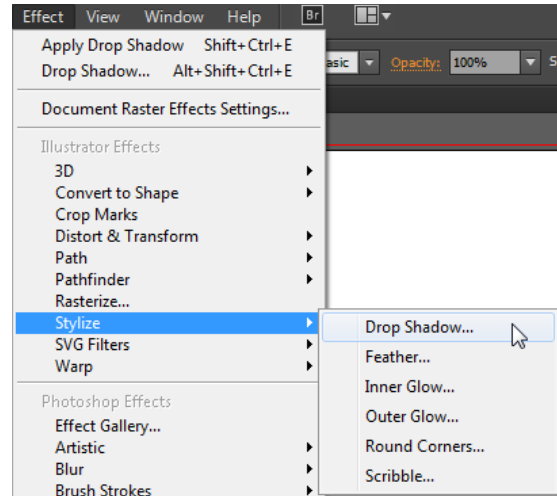 Effect View Window Help Br
Apply Drop Shadow Shift+Ctrl+E
Drop Shadow... Alt+Shift+Ctrl+E
asic Opacity: 100% S
Document Raster Effects Settings...
Illustrator Effects
3D
Convert to Shape
Crop Marks
Distort & Transform
Path
Pathfinder
Rasterize...
Stylize
SVG Filters
Warp
Photoshop Effects
Effect Gallery...
Artistic
Blur
Brush Strokes
Drop Shadow...
Feather...
Inner Glow...
Outer Glow...
Round Corners...
Scribble...